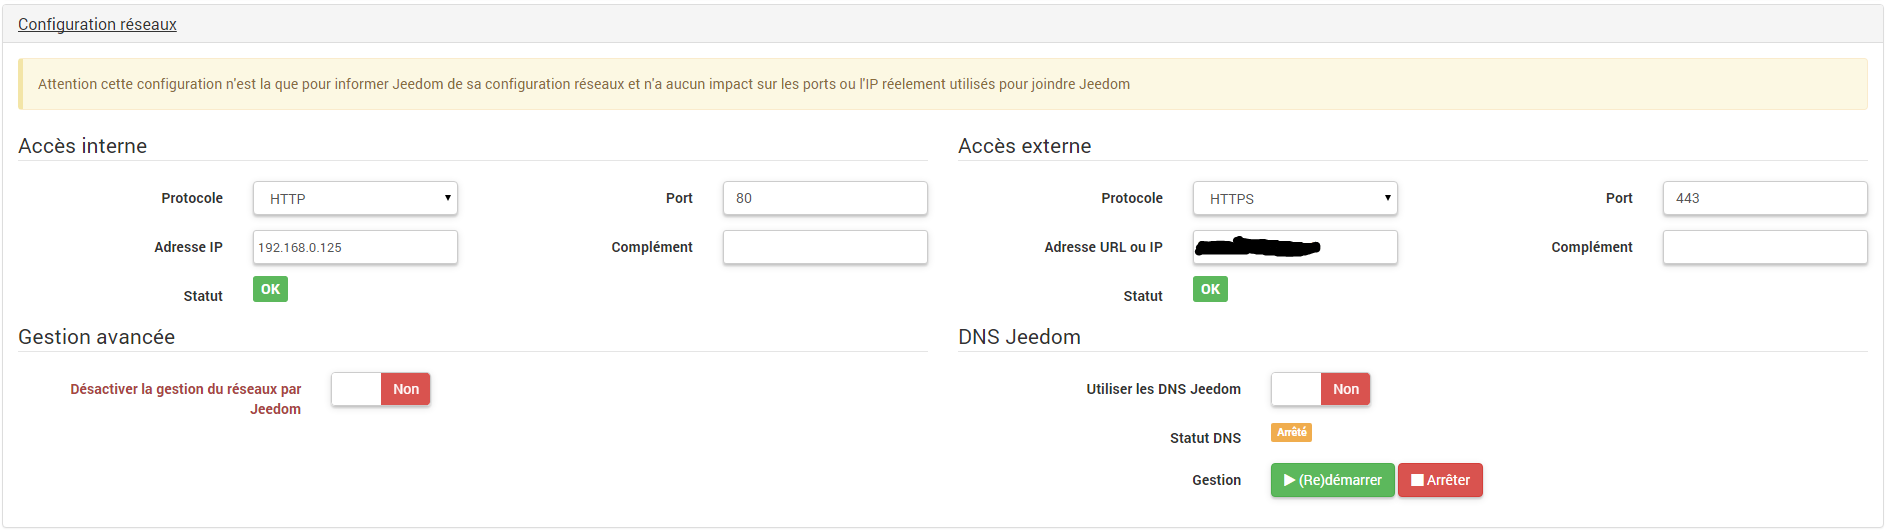 Configuration réseaux
Attention cette configuration n'est la que pour informer Jeedom de sa configuration réseaux et n'a aucun impact sur les ports ou l'IP réelement utilisés pour joindre Jeedom
Accès interne
Protocole HTTP Port 80
Adresse IP 192.168.0.125 Complément
Statut OK
Accès externe
Protocole HTTPS Port 443
Adresse URL ou IP Complément
Statut OK
Gestion avancée
Désactiver la gestion du réseaux par
Jeedom
Non
DNS Jeedom
Utiliser les DNS Jeedom Non
Statut DNS Arrêté
Gestion (Re)démarrer Arrêter